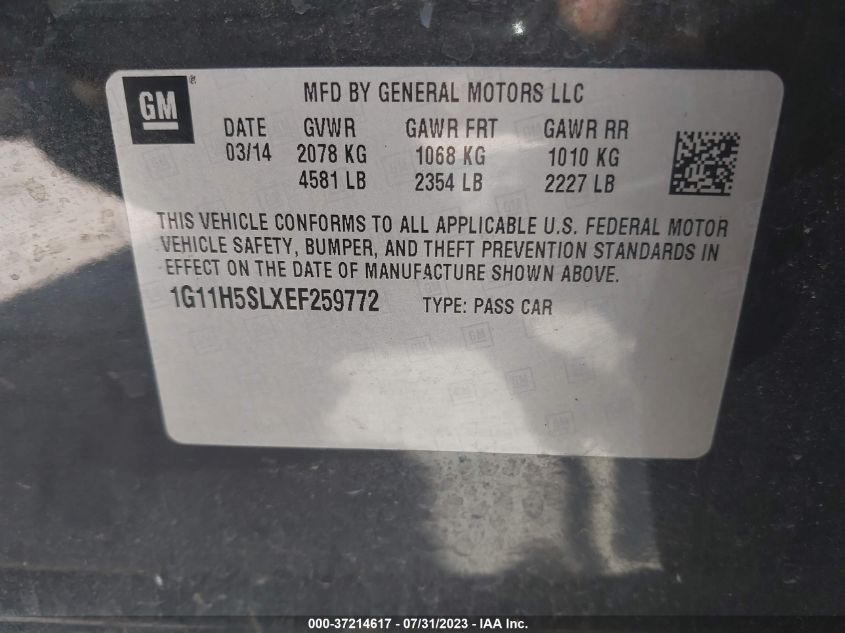 GM
MFD BY GENERAL MOTORS LLC
DATE GVWR GAWR FRT GAWR RR
03/14 2078 KG 1068 KG 1010 KG
4581 LB 2354 LB 2227 LB
THIS VEHICLE CONFORMS TO ALL APPLICABLE U.S. FEDERAL MOTOR
VEHICLE SAFETY, BUMPER, AND THEFT PREVENTION STANDARDS IN
EFFECT ON THE DATE OF MANUFACTURE SHOWN ABOVE.
1G11H5SLXEF259772 TYPE: PASS CAR
000-37214617 - 07/31/2023 - IAA Inc.